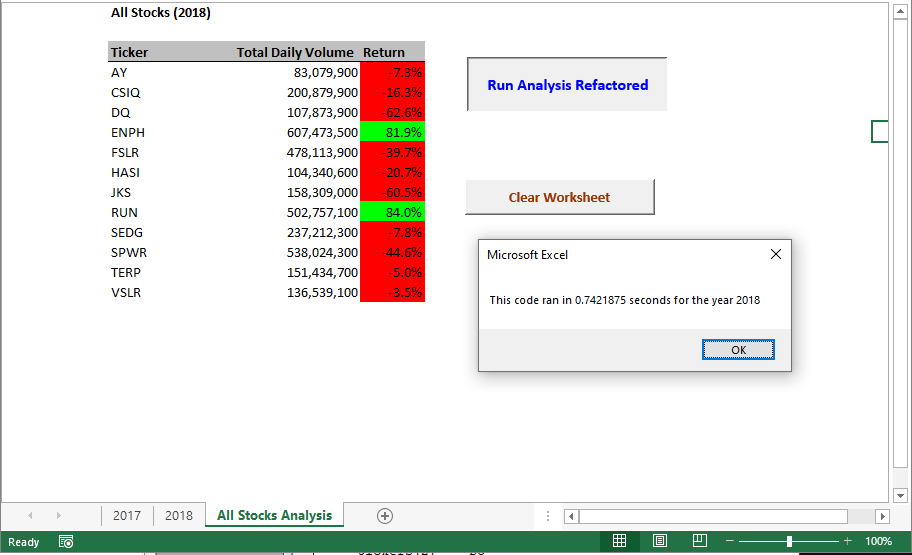 All Stocks (2018)
Ticker Total Daily Volume Return
AY 83,079,900 -7.3%
CSIQ 200,879,900 -16.3%
DQ 107,873,900 -62.6%
ENPH 607,473,500 81.9%
FSLR 478,113,900 -39.7%
HASI 104,340,600 -20.7%
JKS 158,309,000 -60.5%
RUN 502,757,100 84.0%
SEDG 237,212,300 -7.8%
SPWR 538,024,300 -44.6%
TERP 151,434,700 -5.0%
VSLR 136,539,100 -3.5%
Run Analysis Refactored
Clear Worksheet
Microsoft Excel
This code ran in 0.7421875 seconds for the year 2018
OK
2017 2018 All Stocks Analysis
Ready 100%